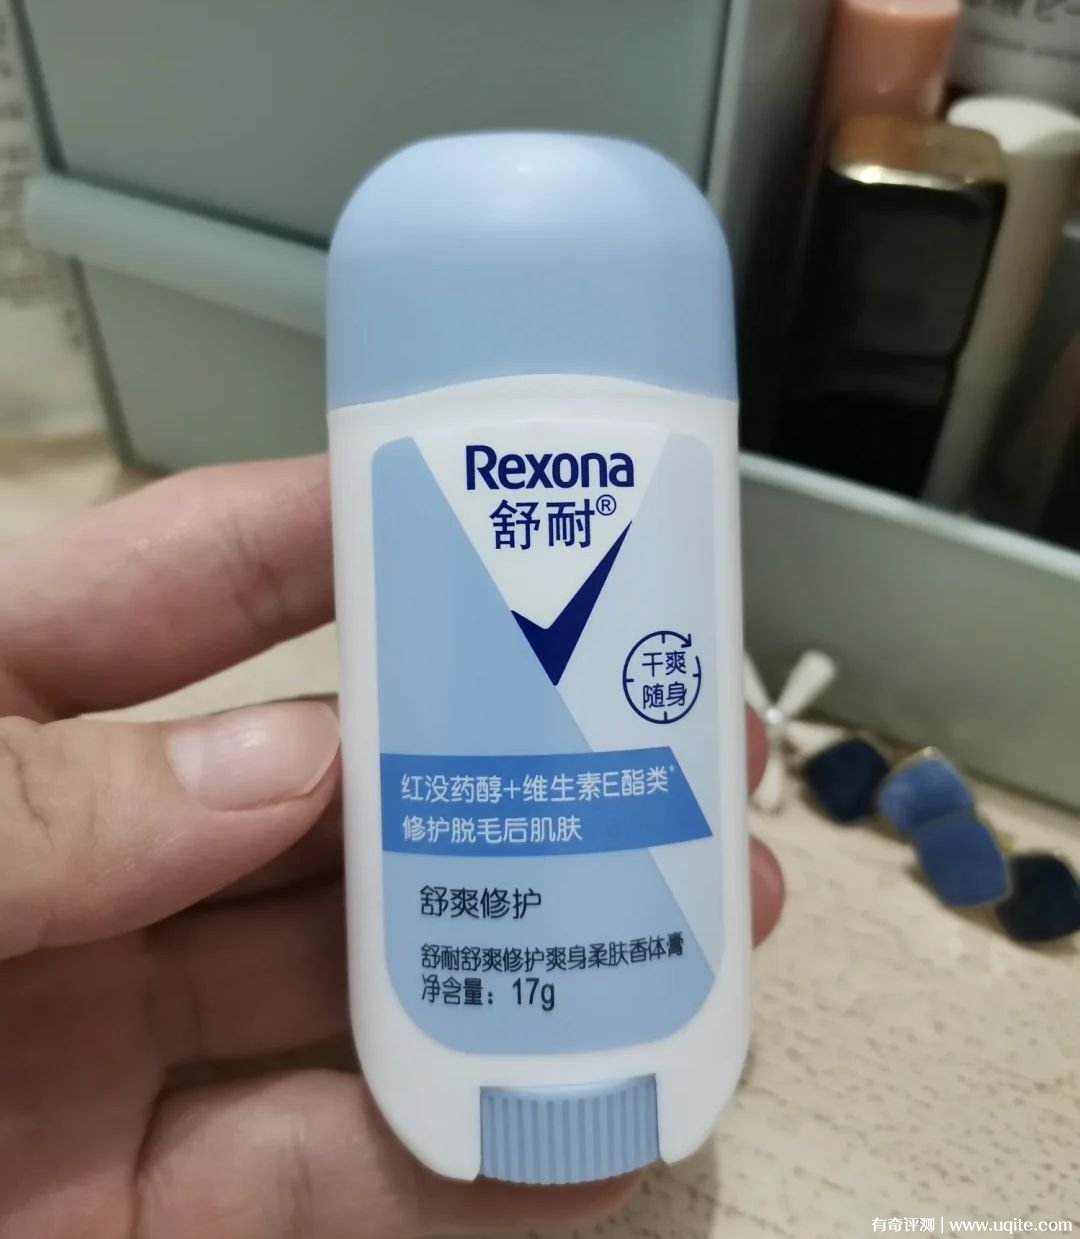 Rexona
舒耐®
干爽
随身
红没药醇+维生素E酯类*
修护脱毛后肌肤
舒爽修护
舒耐舒爽修护爽身柔肤香体膏
净含量：17g
有奇评测 | www.uqite.com